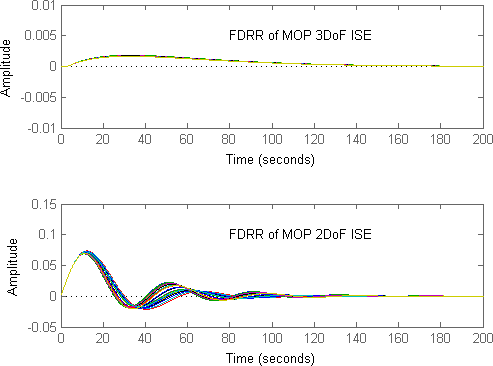 0.01
FDRR of MOP 3DoF ISE
0.005
0
-0.005
-0.01
Amplitude
0 20 40 60 80 100 120 140 160 180 200
Time (seconds)
0.15
FDRR of MOP 2DoF ISE
0.1
0.05
0
-0.05
Amplitude
0 20 40 60 80 100 120 140 160 180 200
Time (seconds)